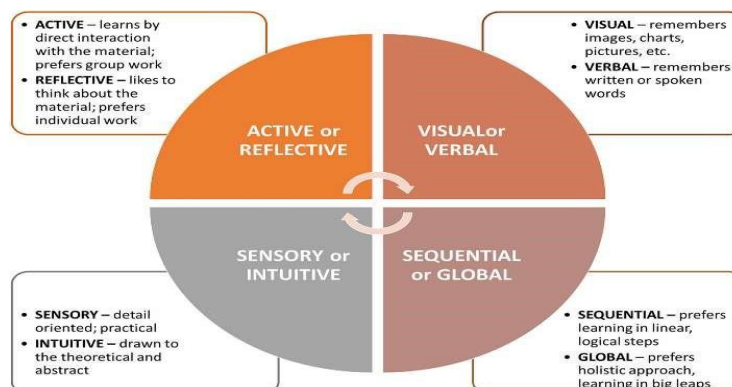 • ACTIVE – learns by
direct interaction
with the material;
prefers group work
• REFLECTIVE – likes to
think about the
material; prefers
individual work
• VISUAL – remembers
images, charts,
pictures, etc.
• VERBAL – remembers
written or spoken
words
ACTIVE or
REFLECTIVE
VISUALor
VERBAL
SENSORY or
INTUITIVE
SEQUENTIAL
or GLOBAL
• SENSORY – detail
oriented; practical
• INTUITIVE – drawn to
the theoretical and
abstract
• SEQUENTIAL – prefers
learning in linear,
logical steps
• GLOBAL – prefers
holistic approach,
learning in big leaps